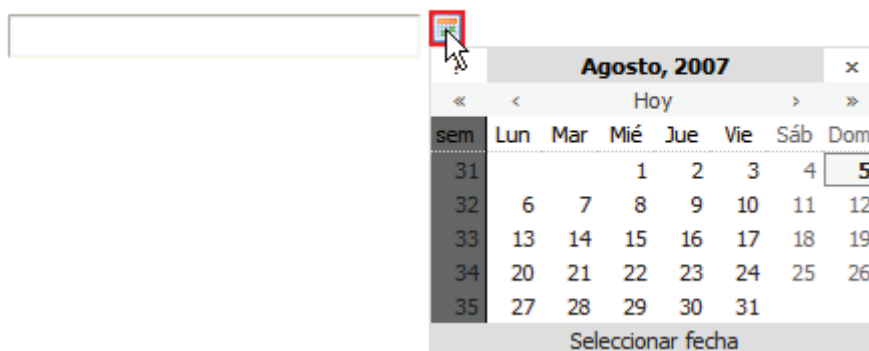 ? Agosto, 2007 ×
« ‹ Hoy › »
sem Lun Mar Mié Jue Vie Sáb Dom
31 1 2 3 4 5
32 6 7 8 9 10 11 12
33 13 14 15 16 17 18 19
34 20 21 22 23 24 25 26
35 27 28 29 30 31
Seleccionar fecha